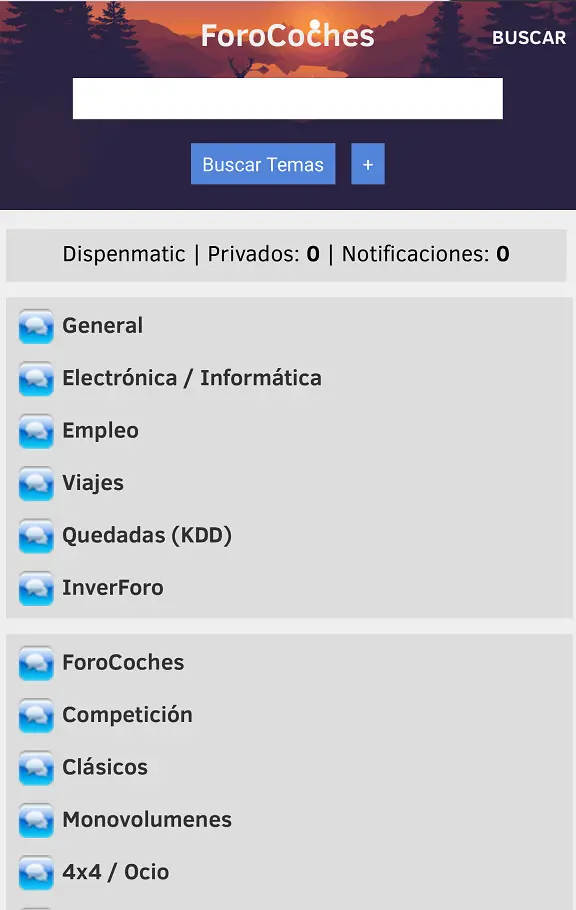 ForoCoches
BUSCAR
Buscar Temas
+
Dispenmatic | Privados: 0 | Notificaciones: 0
General
Electrónica / Informática
Empleo
Viajes
Quedadas (KDD)
InverForo
ForoCoches
Competición
Clásicos
Monovolumenes
4x4 / Ocio